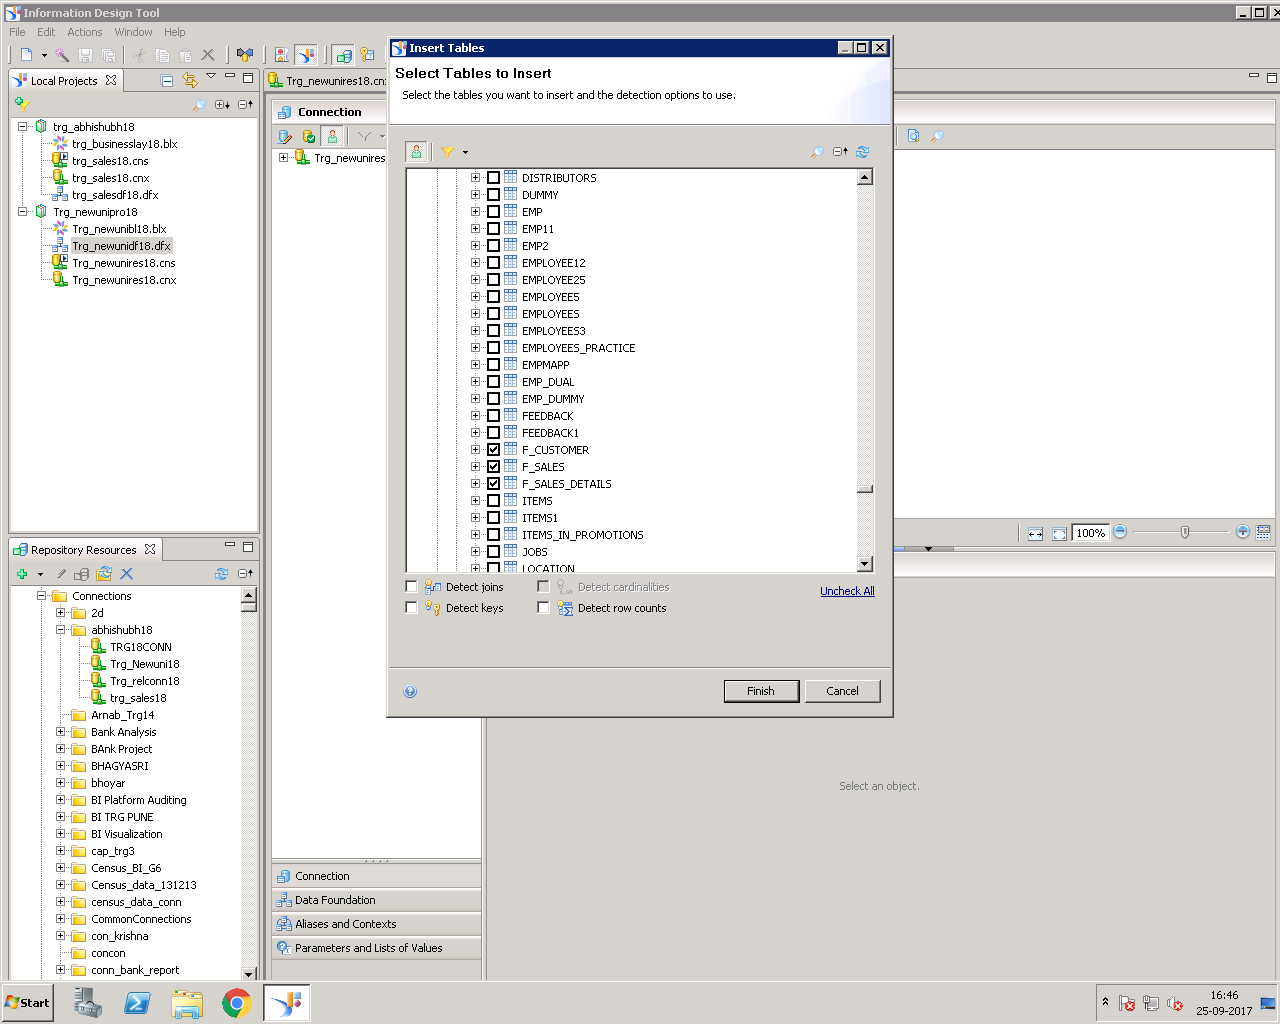 Information Design Tool
File Edit Actions Window Help
Local Projects
trg_abhishubh18
trg_businesslay18.blx
trg_sales18.cns
trg_sales18.cnx
trg_salesdf18.dfx
Trg_newunipro18
Trg_newunibl18.blx
Trg_newunidf18.dfx
Trg_newunires18.cns
Trg_newunires18.cnx
Repository Resources
Connections
2d
abhishubh18
TRG18CONN
Trg_Newuni18
Trg_relconn18
trg_sales18
Arnab_Trg14
Bank Analysis
BAnk Project
BHAGYASRI
bhoyar
BI Platform Auditing
BI TRG PUNE
BI Visualization
cap_trg3
Census_BI_G6
Census_data_131213
census_data_conn
CommonConnections
con_krishna
concon
conn_bank_report
Trg_newunires18.cn
Connection
Trg_newunires
Insert Tables
Select Tables to Insert
Select the tables you want to insert and the detection options to use.
DISTRIBUTORS
DUMMY
EMP
EMP11
EMP2
EMPLOYEE12
EMPLOYEE25
EMPLOYEE5
EMPLOYEES
EMPLOYEES3
EMPLOYEES_PRACTICE
EMPMAPP
EMP_DUAL
EMP_DUMMY
FEEDBACK
FEEDBACK1
F_CUSTOMER
F_SALES
F_SALES_DETAILS
ITEMS
ITEMS1
ITEMS_IN_PROMOTIONS
JOBS
LOCATION
Detect joins
Detect cardinalities
Uncheck All
Detect keys
Detect row counts
Finish
Cancel
100%
Select an object.
Connection
Data Foundation
Aliases and Contexts
Parameters and Lists of Values
Start
16:46
25-09-2017